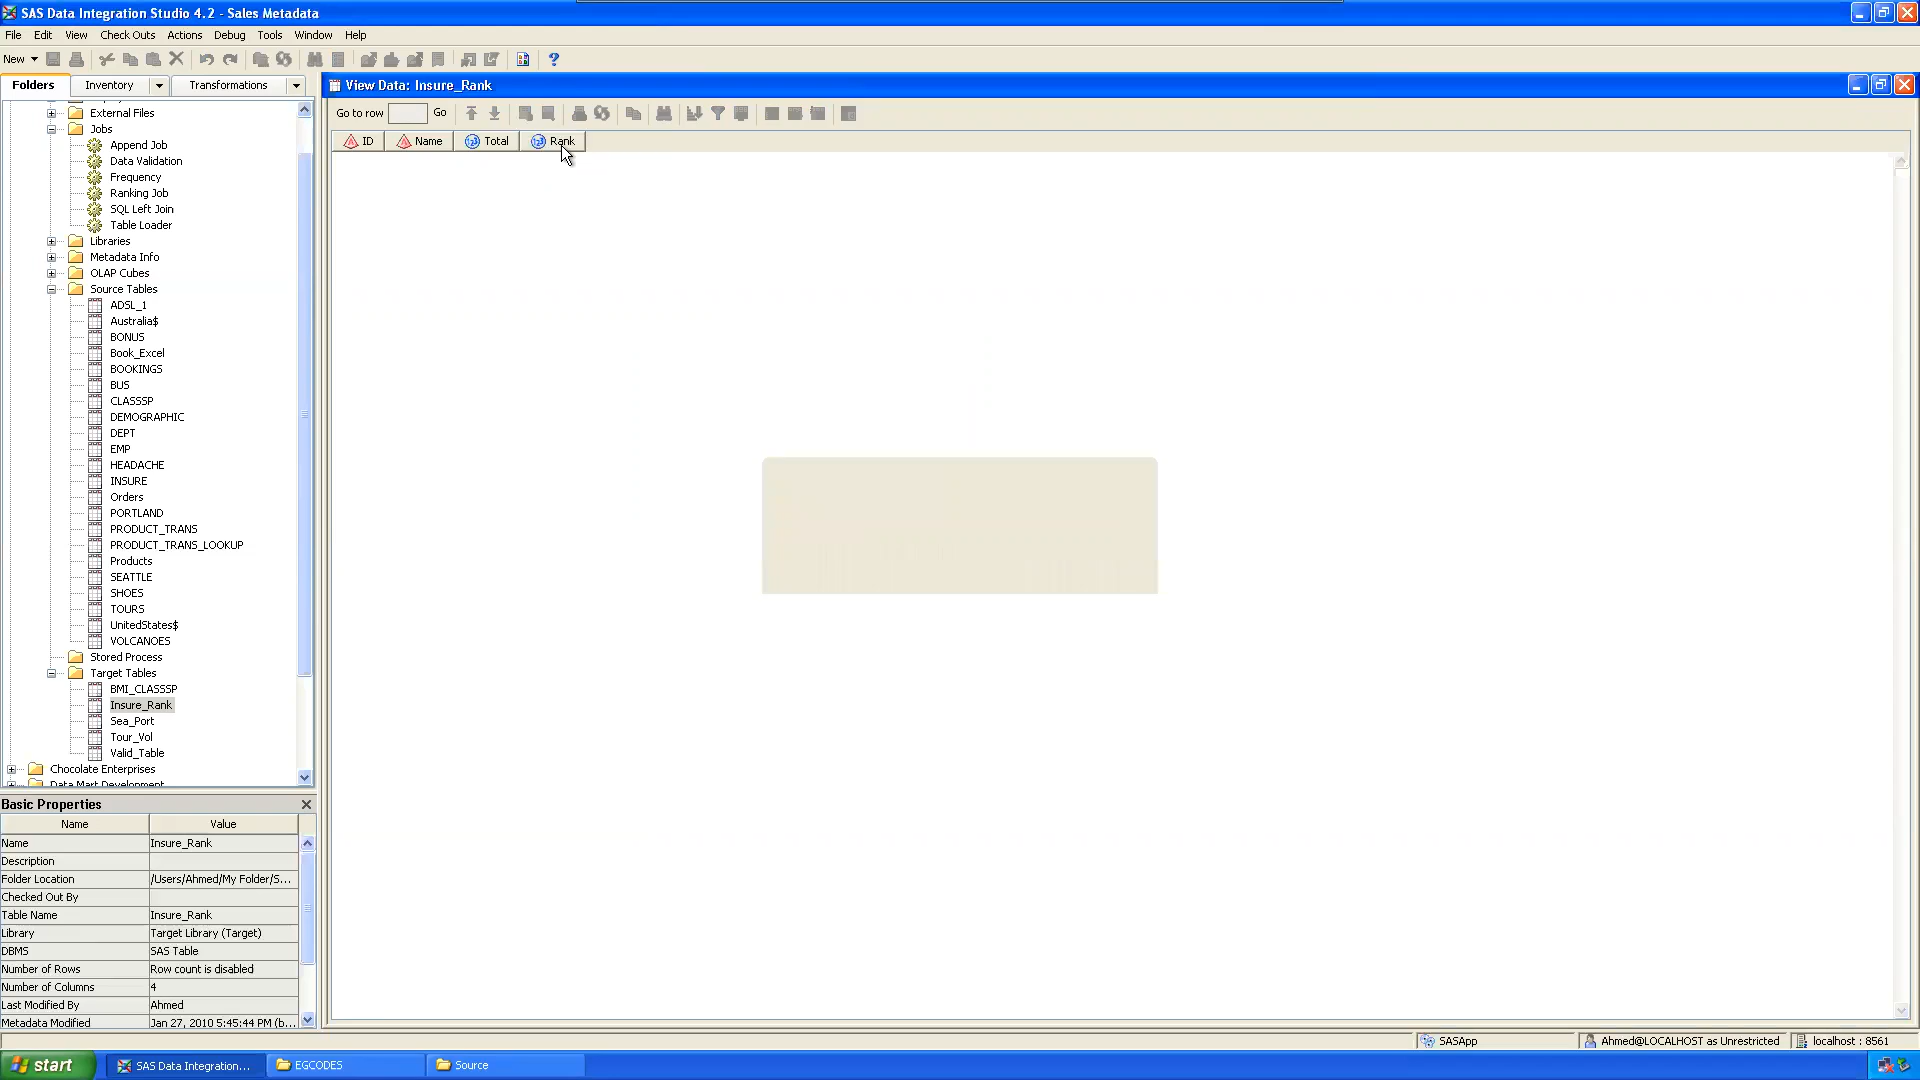 SAS Data Integration Studio 4.2 - Sales Metadata
File Edit View Check Outs Actions Debug Tools Window Help
New
Folders Inventory Transformations
View Data: Insure_Rank
Go to row Go
ID Name Total Rank
External Files
Jobs
Append Job
Data Validation
Frequency
Ranking Job
SQL Left Join
Table Loader
Libraries
Metadata Info
OLAP Cubes
Source Tables
ADSL_1
Australia$
BONUS
Book_Excel
BOOKINGS
BUS
CLASSSP
DEMOGRAPHIC
DEPT
EMP
HEADACHE
INSURE
Orders
PORTLAND
PRODUCT_TRANS
PRODUCT_TRANS_LOOKUP
Products
SEATTLE
SHOES
TOURS
UnitedStates$
VOLCANOES
Stored Process
Target Tables
BMI_CLASSSP
Insure_Rank
Sea_Port
Tour_Vol
Valid_Table
Chocolate Enterprises
Data Mart Development
Basic Properties
Name Value
Name Insure_Rank
Description
Folder Location /Users/Ahmed/My Folder/S...
Checked Out By
Table Name Insure_Rank
Library Target Library (Target)
DBMS SAS Table
Number of Rows Row count is disabled
Number of Columns 4
Last Modified By Ahmed
Metadata Modified Jan 27, 2010 5:45:44 PM (b...
SASApp Ahmed@LOCALHOST as Unrestricted localhost : 8561
start SAS Data Integration... EGCODES Source